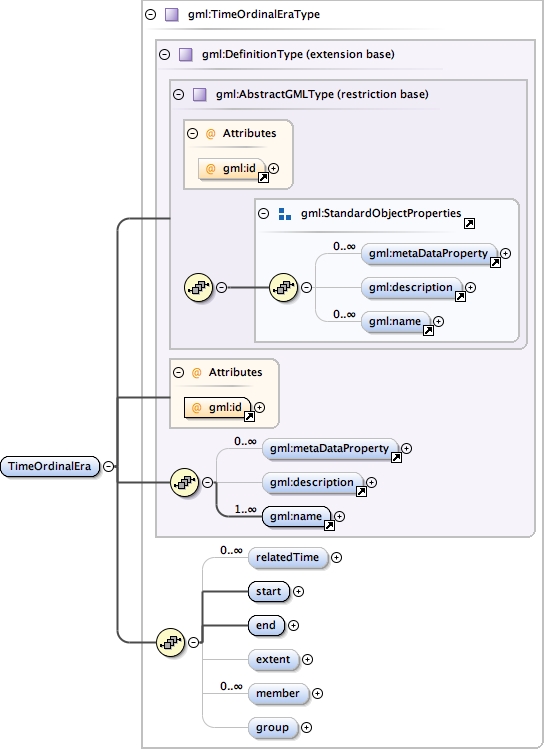 gml:TimeOrdinalEraType
gml:DefinitionType (extension base)
gml:AbstractGMLType (restriction base)
@ Attributes
@ gml:id
gml:StandardObjectProperties
0..∞
gml:metaDataProperty
gml:description
0..∞
gml:name
@ Attributes
@ gml:id
TimeOrdinalEra
0..∞
gml:metaDataProperty
gml:description
1..∞
gml:name
0..∞
relatedTime
start
end
extent
0..∞
member
group